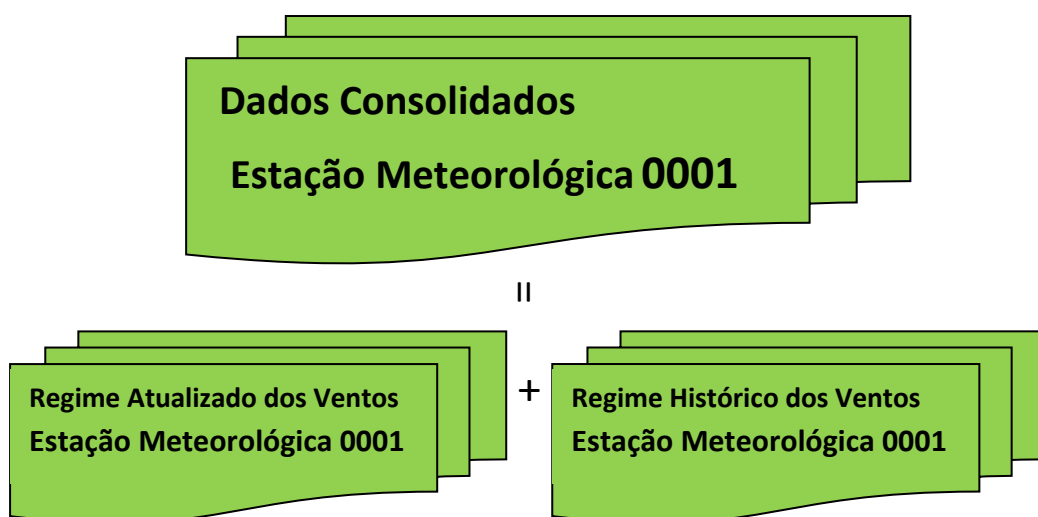 Dados Consolidados
Estação Meteorológica 0001
=
Regime Atualizado dos Ventos
Estação Meteorológica 0001
+
Regime Histórico dos Ventos
Estação Meteorológica 0001